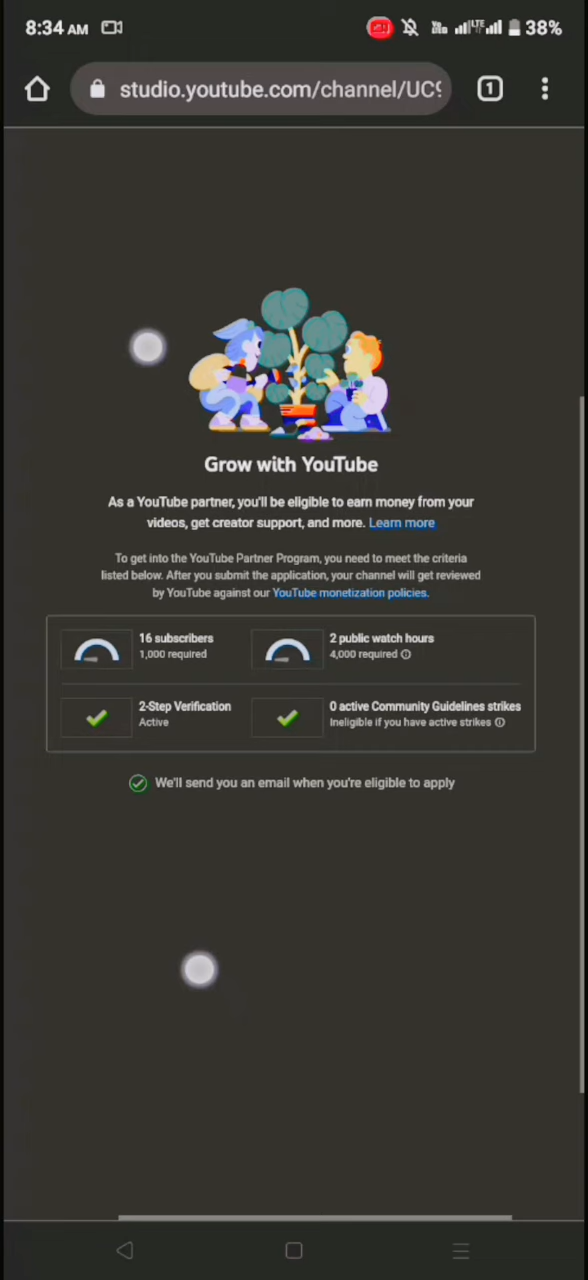 8:34 AM
LTE
38%
studio.youtube.com/channel/UC9
1
Grow with YouTube
As a YouTube partner, you'll be eligible to earn money from your
videos, get creator support, and more. Learn more
To get into the YouTube Partner Program, you need to meet the criteria
listed below. After you submit the application, your channel will get reviewed
by YouTube against our YouTube monetization policies.
16 subscribers
1,000 required
2 public watch hours
4,000 required
2-Step Verification
Active
0 active Community Guidelines strikes
Ineligible if you have active strikes
We'll send you an email when you're eligible to apply